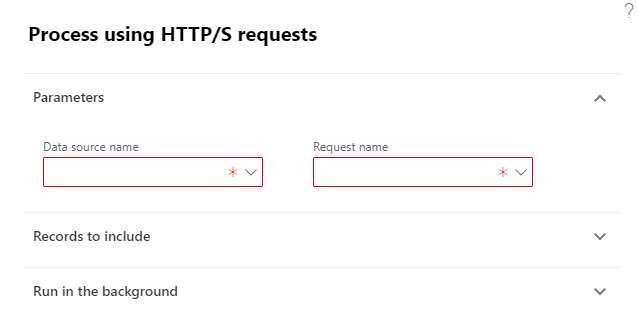 ?
Process using HTTP/S requests
Parameters
Data source name
Request name
*
*
Records to include
Run in the background